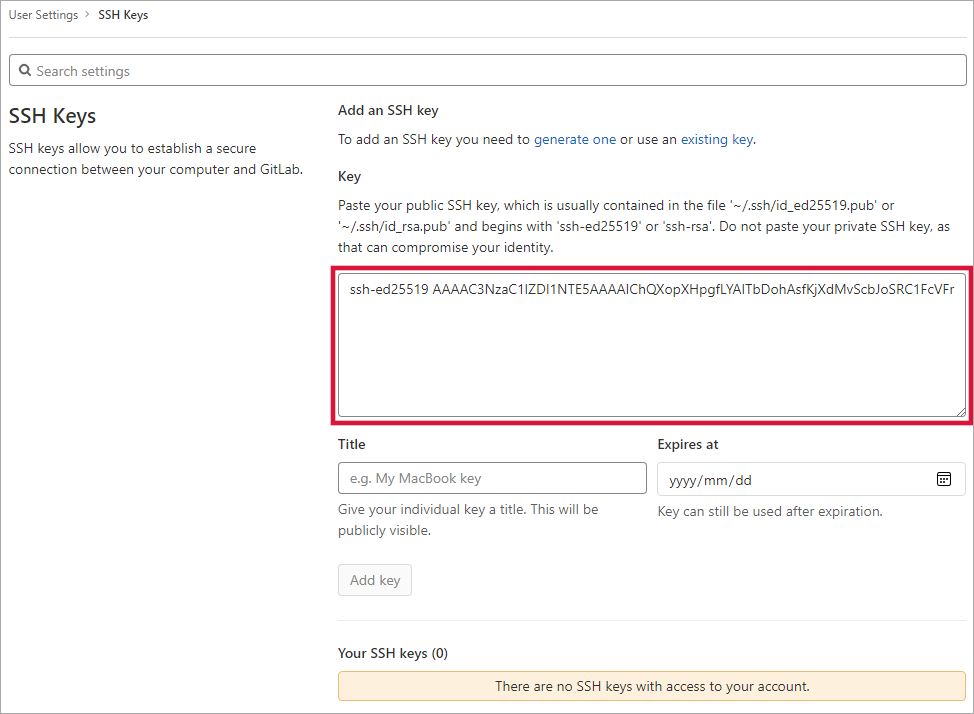 User Settings > SSH Keys
Search settings
SSH Keys
SSH keys allow you to establish a secure
connection between your computer and GitLab.
Add an SSH key
To add an SSH key you need to generate one or use an existing key.
Key
Paste your public SSH key, which is usually contained in the file '~/.ssh/id_ed25519.pub' or
'~/.ssh/id_rsa.pub' and begins with 'ssh-ed25519' or 'ssh-rsa'. Do not paste your private SSH key, as
that can compromise your identity.
ssh-ed25519 AAAAC3NzaC1lZDI1NTE5AAAAIChQXopXHpgfLYAITbDohAsfKjXdMvScbJoSRC1FcVFr
Title
Expires at
e.g. My MacBook key
yyyy/mm/dd
Give your individual key a title. This will be
publicly visible.
Key can still be used after expiration.
Add key
Your SSH keys (0)
There are no SSH keys with access to your account.